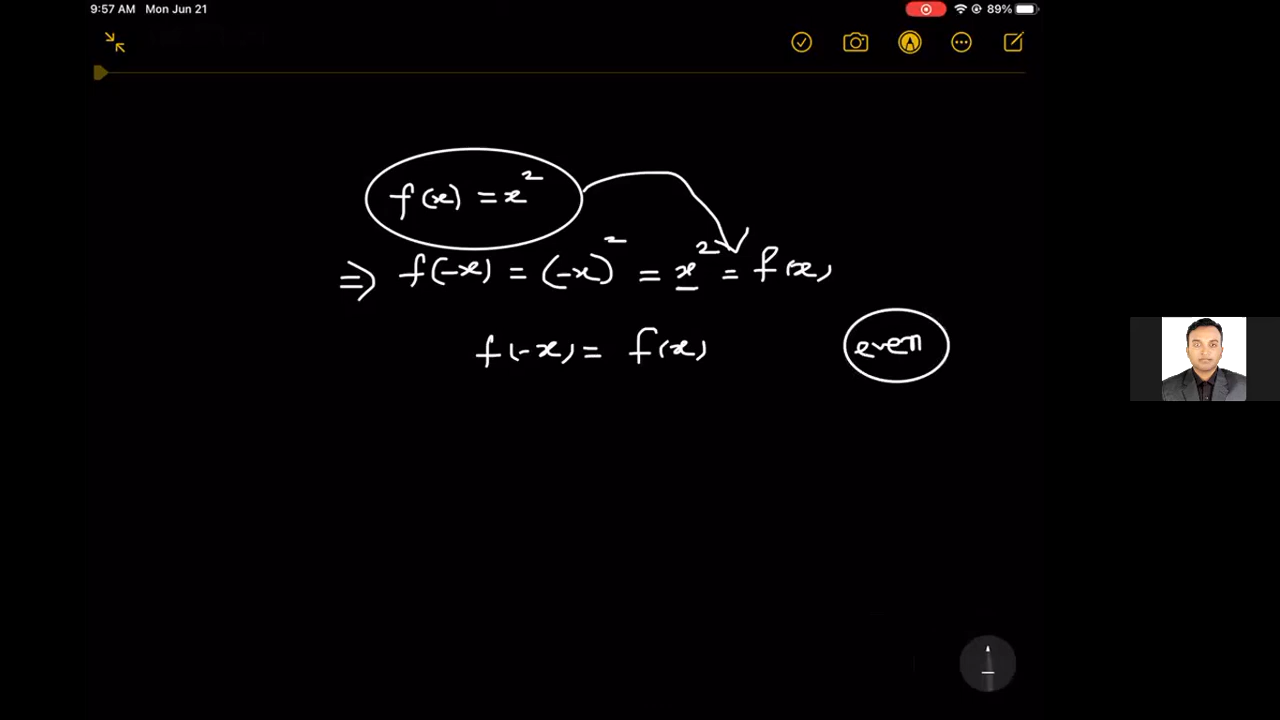 9:57 AM Mon Jun 21 89%
f(x) = x²
⇒ f(-x) = (-x)² = x² = f(x)
f(-x) = f(x) even